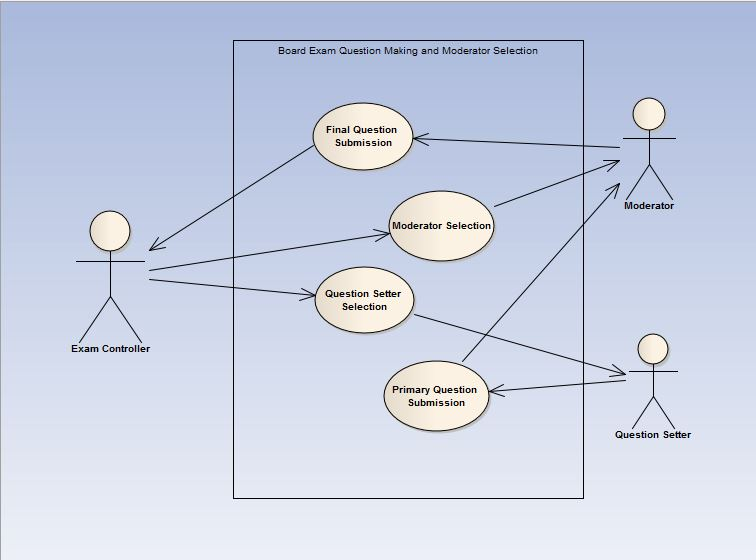 Board Exam Question Making and Moderator Selection
Final Question
Submission
Moderator
Moderator Selection
Question Setter
Selection
Exam Controller
Primary Question
Submission
Question Setter